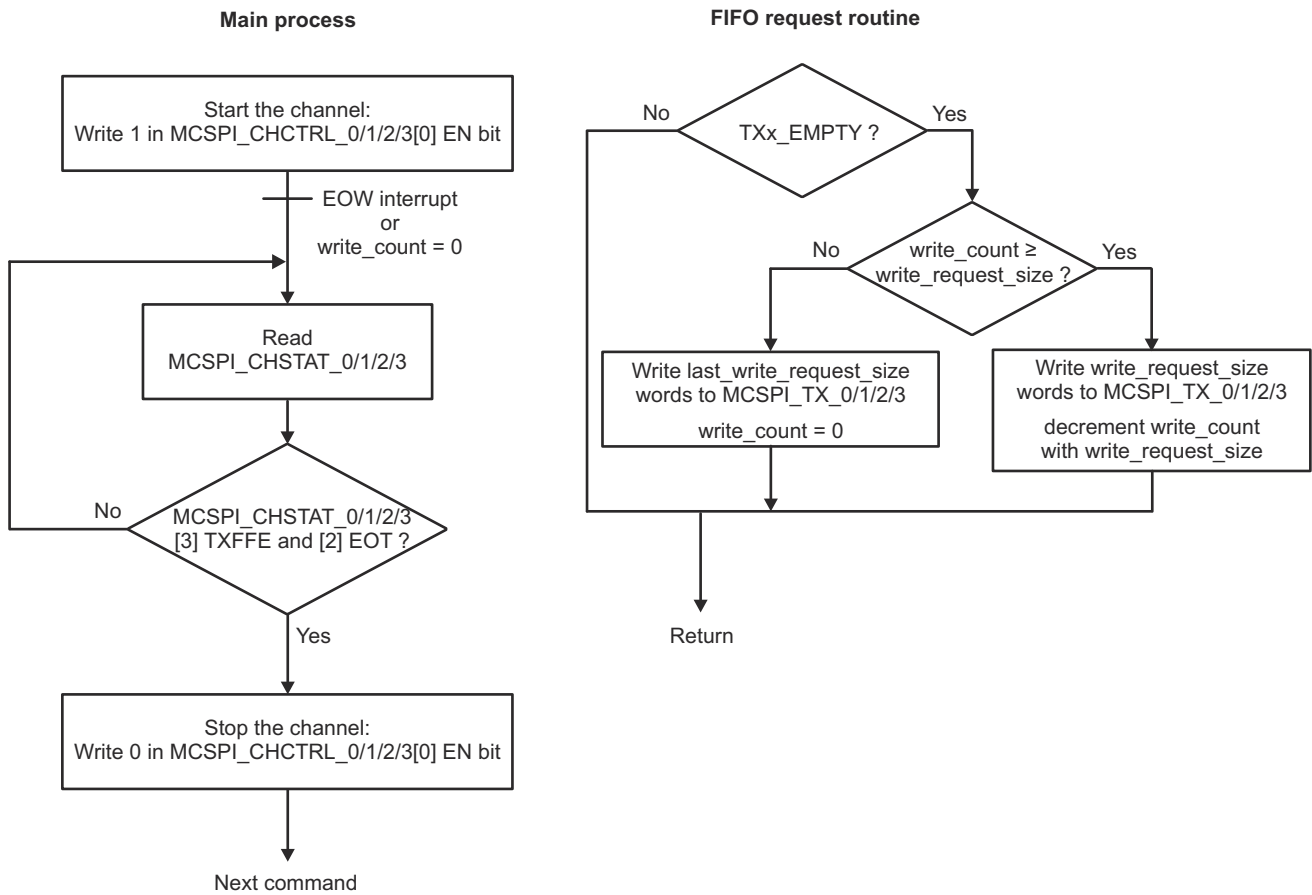 Main process
Start the channel:
Write 1 in MCSPI_CHCTRL_0/1/2/3[0] EN bit
EOW interrupt
or
write_count = 0
Read
MCSPI_CHSTAT_0/1/2/3
No
MCSPI_CHSTAT_0/1/2/3
[3] TXFFE and [2] EOT ?
Yes
Stop the channel:
Write 0 in MCSPI_CHCTRL_0/1/2/3[0] EN bit
Next command
FIFO request routine
No
Yes
TXx_EMPTY ?
No
write_count ≥
write_request_size ?
Yes
Write last_write_request_size
words to MCSPI_TX_0/1/2/3
write_count = 0
Write write_request_size
words to MCSPI_TX_0/1/2/3
decrement write_count
with write_request_size
Return